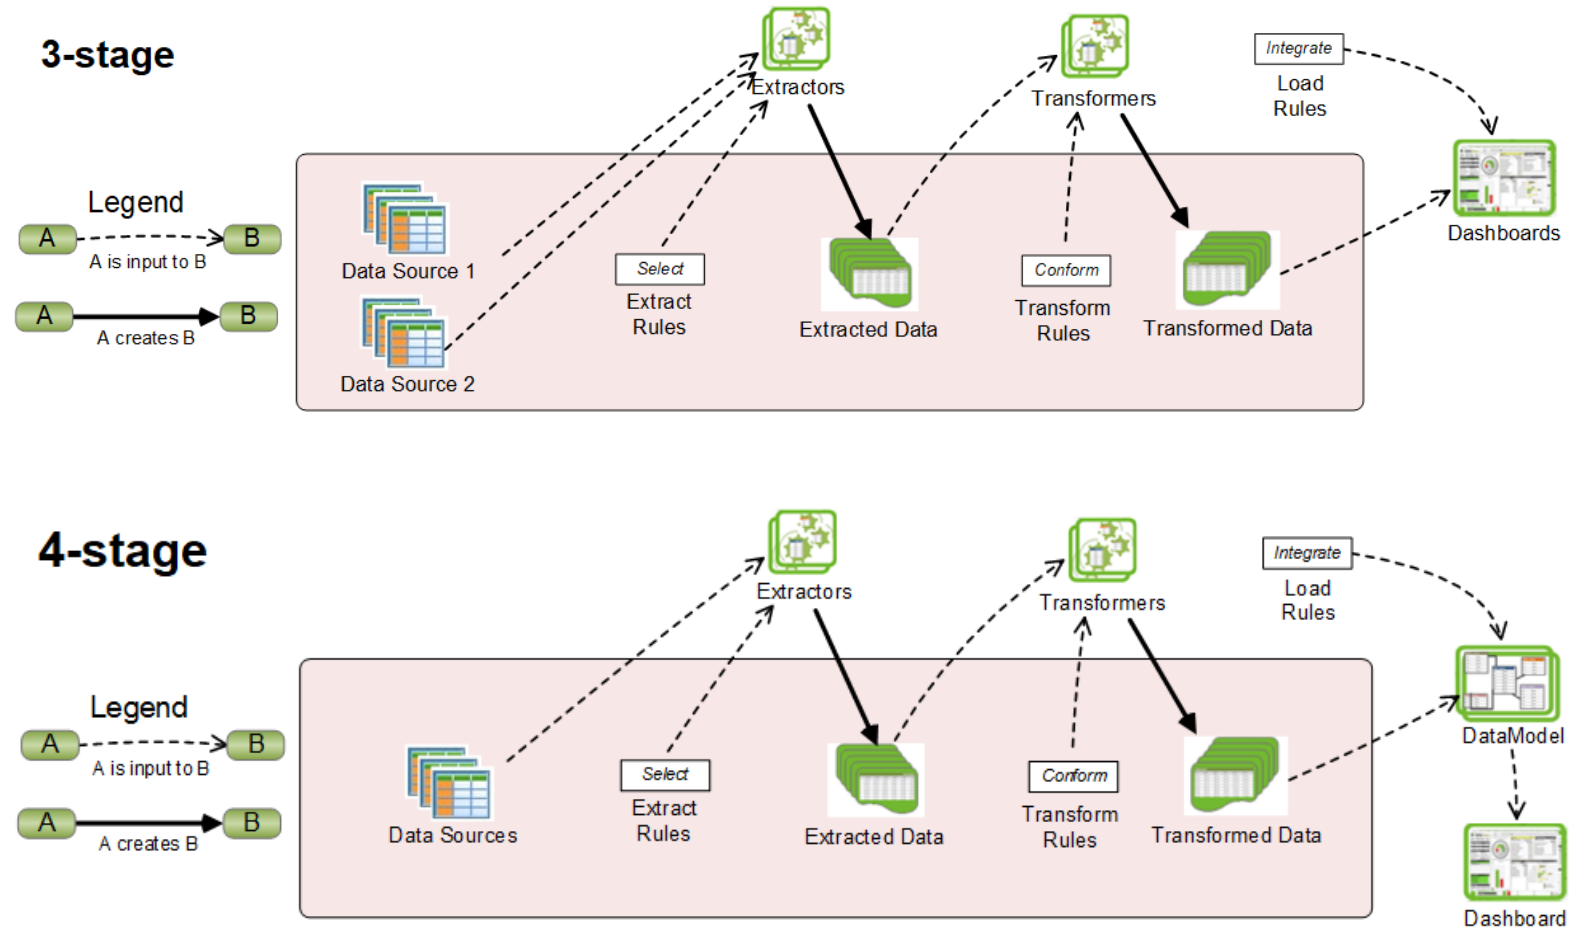 3-stage
Extractors
Transformers
Integrate
Load
Rules
Legend
A
B
A is input to B
A
B
A creates B
Data Source 1
Data Source 2
Select
Extract
Rules
Extracted Data
Conform
Transform
Rules
Transformed Data
Dashboards
4-stage
Extractors
Transformers
Integrate
Load
Rules
Legend
A
B
A is input to B
A
B
A creates B
Data Sources
Select
Extract
Rules
Extracted Data
Conform
Transform
Rules
Transformed Data
DataModel
Dashboard